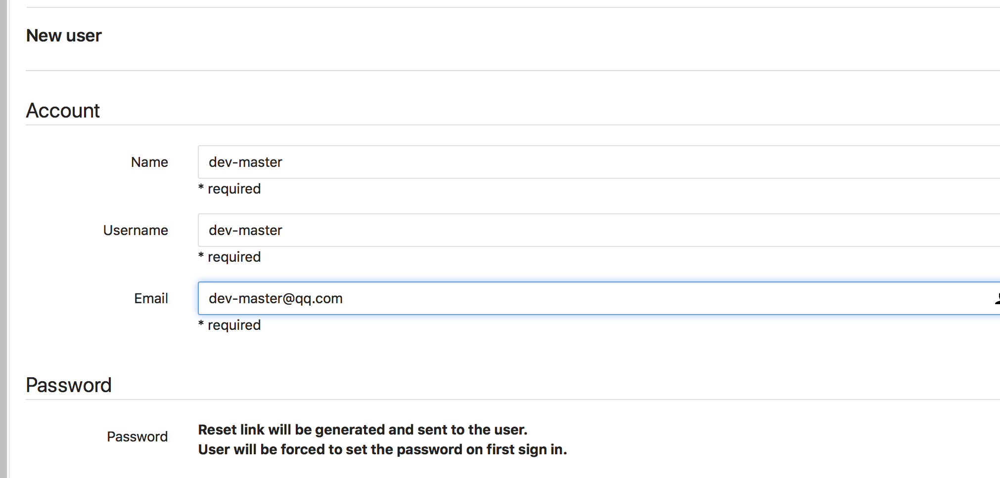 New user
Account
Name
dev-master
* required
Username
dev-master
* required
Email
dev-master@qq.com
* required
Password
Password
Reset link will be generated and sent to the user.
User will be forced to set the password on first sign in.